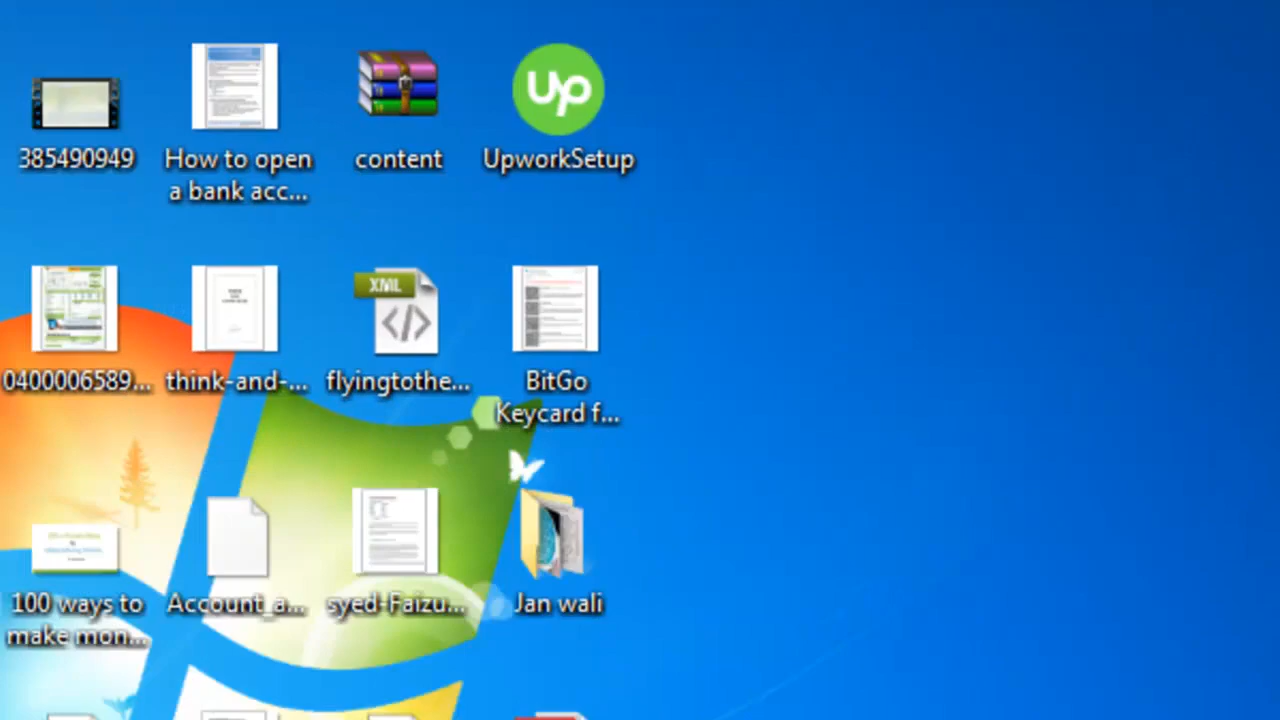 Up
385490949
How to open
a bank acc...
content
UpworkSetup
XML
0400006589...
think-and-...
flyingtothe...
BitGo
Keycard f...
100 ways to
make mon...
Account_a...
syed-Faizu...
Jan wali